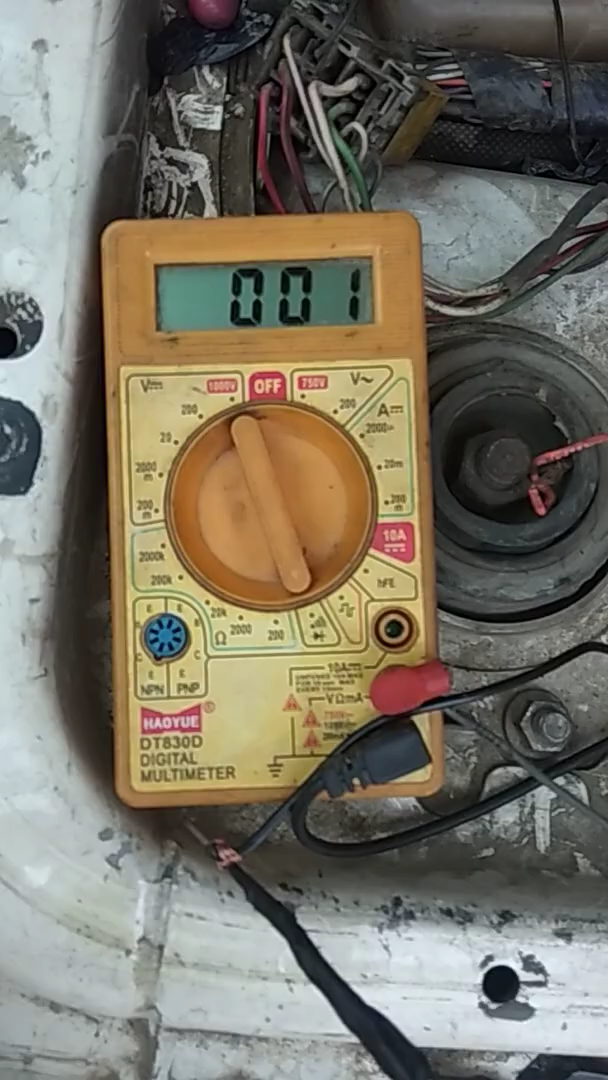 001
V⎓ 1000V OFF 750V V~
200 200 A⎓
20 2000µ
2000m 20m
200m 200m
10A⎓
2000k
200k hFE
20k
Ω 2000 200
E E
B B
C C
E E
NPN PNP
10A⎓
VΩmA
HAOYUE®
DT830D
DIGITAL
MULTIMETER